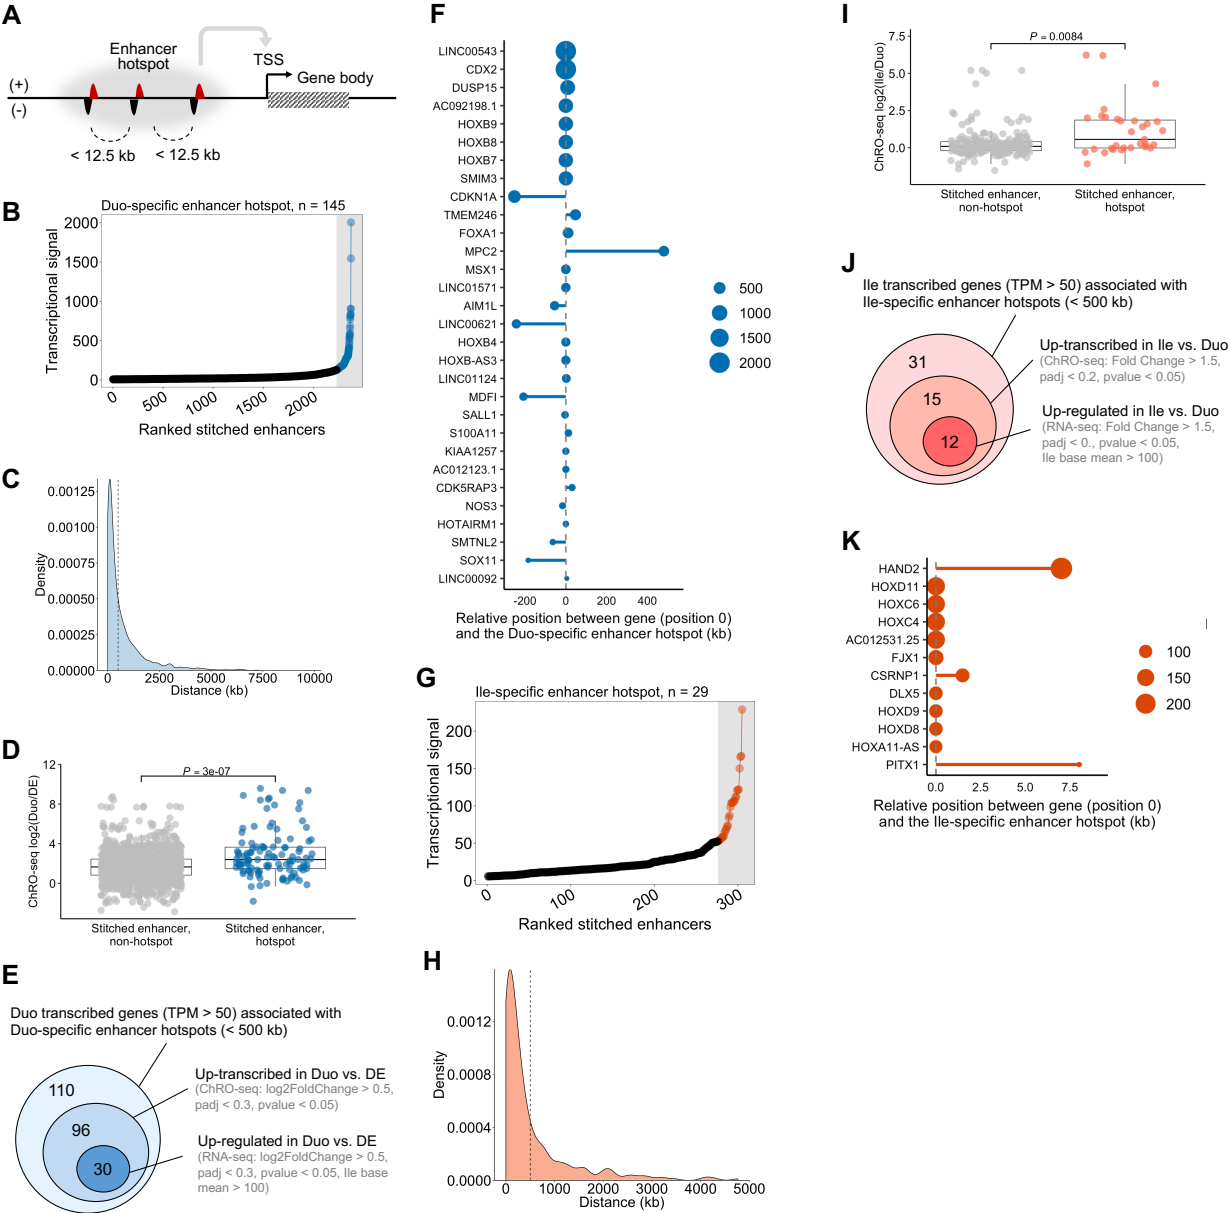 A
Enhancer
hotspot
TSS
Gene body
(+)
(-)
< 12.5 kb
< 12.5 kb
B
Duo-specific enhancer hotspot, n = 145
Transcriptional signal
2000
1500
1000
500
0
0
500
1000
1500
2000
Ranked stitched enhancers
C
Density
0.00125
0.00100
0.00075
0.00050
0.00025
0.00000
0
2500
5000
7500
10000
Distance (kb)
D
ChRO-seq log2(Duo/DE)
12
8
4
0
P = 3e-07
Stitched enhancer,
non-hotspot
Stitched enhancer,
hotspot
E
Duo transcribed genes (TPM > 50) associated with
Duo-specific enhancer hotspots (< 500 kb)
110
96
30
Up-transcribed in Duo vs. DE
(ChRO-seq: log2FoldChange > 0.5,
padj < 0.3, pvalue < 0.05)
Up-regulated in Duo vs. DE
(RNA-seq: log2FoldChange > 0.5,
padj < 0.3, pvalue < 0.05, Ile base
mean > 100)
F
LINC00543
CDX2
DUSP15
AC092198.1
HOXB9
HOXB8
HOXB7
SMIM3
CDKN1A
TMEM246
FOXA1
MPC2
MSX1
LINC01571
AIM1L
LINC00621
HOXB4
HOXB-AS3
LINC01124
MDFI
SALL1
S100A11
KIAA1257
AC012123.1
CDK5RAP3
NOS3
HOTAIRM1
SMTNL2
SOX11
LINC00092
-200
0
200
400
Relative position between gene (position 0)
and the Duo-specific enhancer hotspot (kb)
500
1000
1500
2000
G
Ile-specific enhancer hotspot, n = 29
Transcriptional signal
200
150
100
50
0
0
100
200
300
Ranked stitched enhancers
H
Density
0.0012
0.0008
0.0004
0.0000
0
1000
2000
3000
4000
5000
Distance (kb)
I
ChRO-seq log2(Ile/Duo)
7.5
5.0
2.5
0.0
P = 0.0084
Stitched enhancer,
non-hotspot
Stitched enhancer,
hotspot
J
Ile transcribed genes (TPM > 50) associated with
Ile-specific enhancer hotspots (< 500 kb)
31
15
12
Up-transcribed in Ile vs. Duo
(ChRO-seq: Fold Change > 1.5,
padj < 0.2, pvalue < 0.05)
Up-regulated in Ile vs. Duo
(RNA-seq: Fold Change > 1.5,
padj < 0., pvalue < 0.05,
Ile base mean > 100)
K
HAND2
HOXD11
HOXC6
HOXC4
AC012531.25
FJX1
CSRNP1
DLX5
HOXD9
HOXD8
HOXA11-AS
PITX1
0.0
2.5
5.0
7.5
Relative position between gene (position 0)
and the Ile-specific enhancer hotspot (kb)
100
150
200